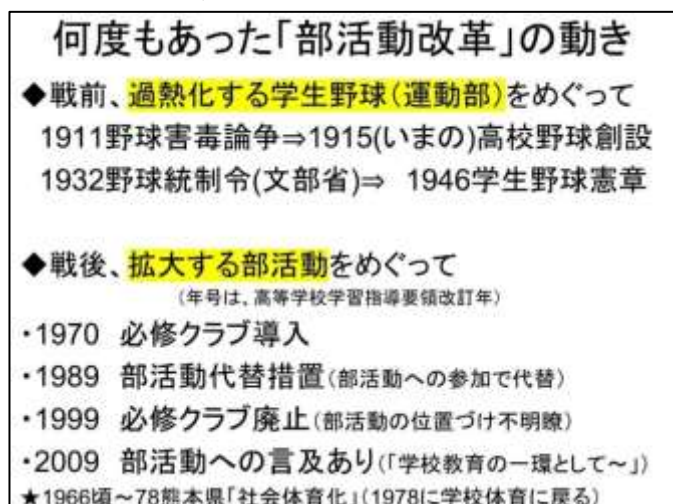 何度もあった「部活動改革」の動き
◆戦前、過熱化する学生野球(運動部)をめぐって
1911野球害毒論争⇒1915(いまの)高校野球創設
1932野球統制令(文部省)⇒ 1946学生野球憲章
◆戦後、拡大する部活動をめぐって
(年号は、高等学校学習指導要領改訂年)
・1970 必修クラブ導入
・1989 部活動代替措置(部活動への参加で代替)
・1999 必修クラブ廃止(部活動の位置づけ不明瞭)
・2009 部活動への言及あり(「学校教育の一環として~」)
★1966頃~78熊本県「社会体育化」(1978に学校体育に戻る)